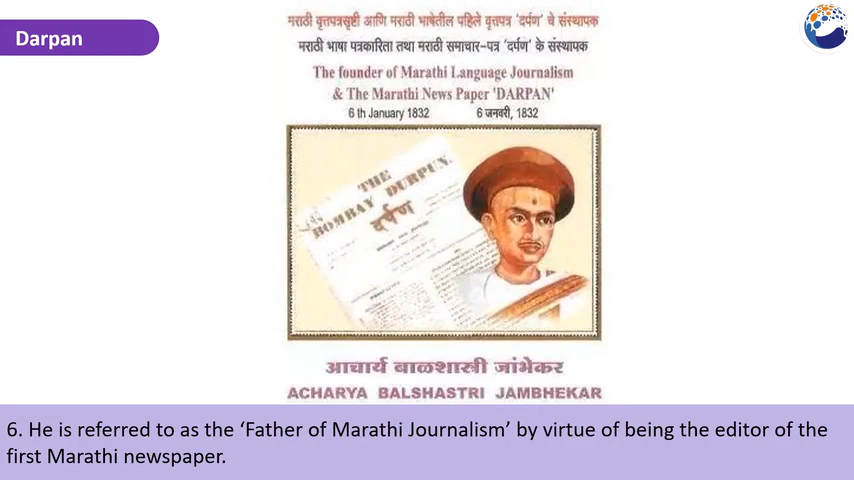 Darpan
मराठी वृत्तपत्रसृष्टी आणि मराठी भाषेतील पहिले वृत्तपत्र 'दर्पण' चे संस्थापक
मराठी भाषा पत्रकारिता तथा मराठी समाचार-पत्र 'दर्पण' के संस्थापक
The founder of Marathi Language Journalism
& The Marathi News Paper 'DARPAN'
6 th January 1832 6 जनवरी, 1832
THE
BOMBAY DURPUN.
दर्पण
आचार्य बाळशास्त्री जांभेकर
ACHARYA BALSHASTRI JAMBHEKAR
6. He is referred to as the ‘Father of Marathi Journalism’ by virtue of being the editor of the
first Marathi newspaper.